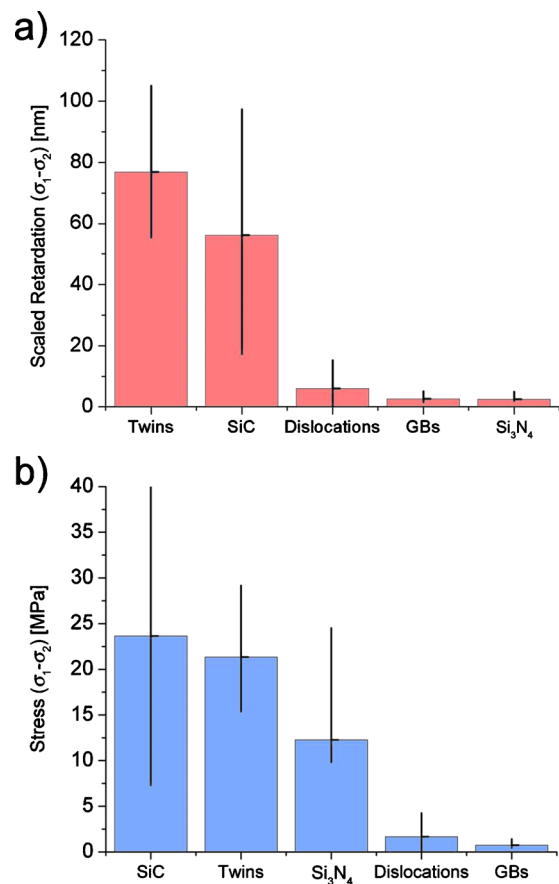 a)
120
100
80
60
40
20
0
Scaled Retardation (σ₁-σ₂) [nm]
Twins SiC Dislocations GBs Si₃N₄
b)
40
35
30
25
20
15
10
5
0
Stress (σ₁-σ₂) [MPa]
SiC Twins Si₃N₄ Dislocations GBs